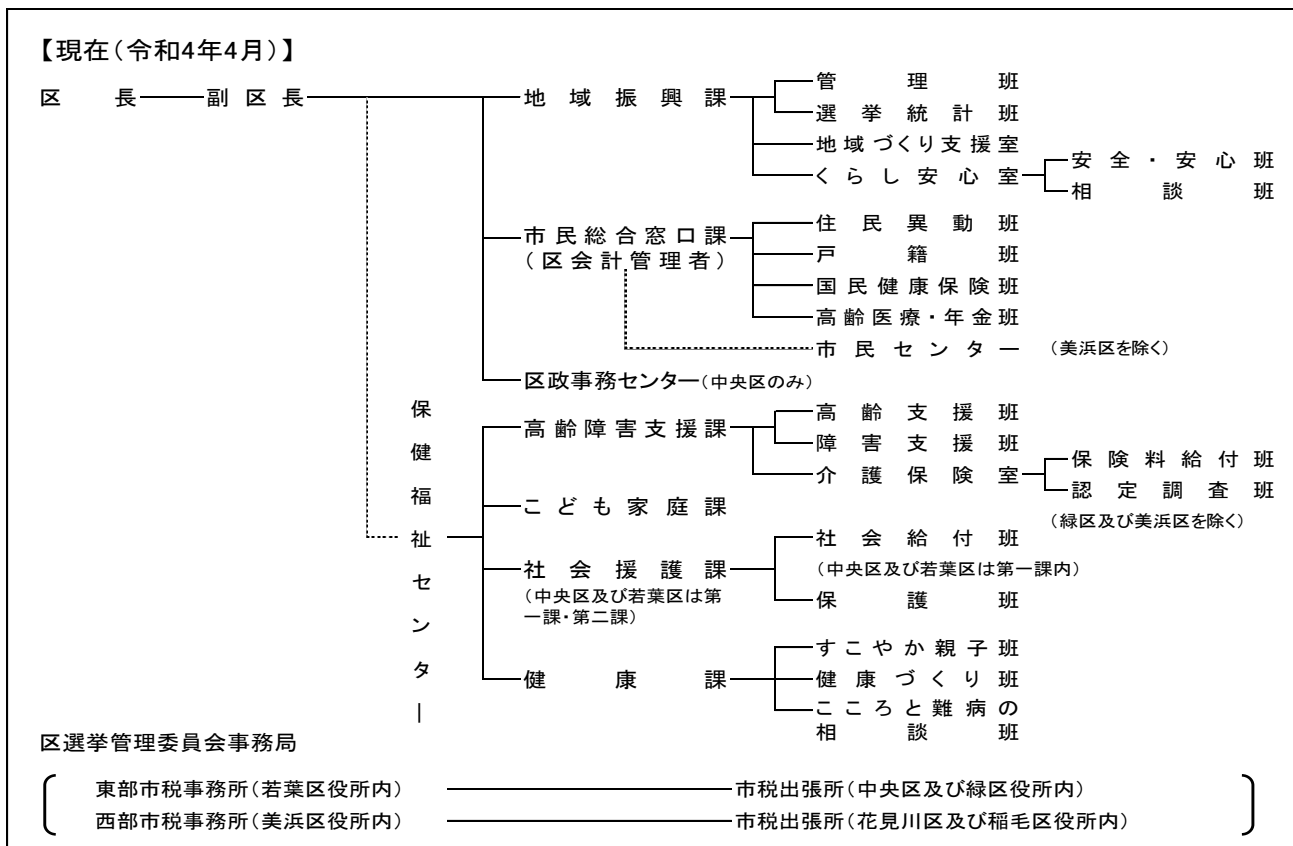 【現在(令和4年4月)】
区長 副区長 地域振興課 管理班
選挙統計班
地域づくり支援室
くらし安心室 安全・安心班
相談班
市民総合窓口課 住民異動班
(区会計管理者) 戸籍班
国民健康保険班
高齢医療・年金班
市民センター (美浜区を除く)
区政事務センター(中央区のみ)
保健福祉センター
高齢障害支援課 高齢支援班
障害支援班
介護保険室 保険料給付班
認定調査班
(緑区及び美浜区を除く)
こども家庭課
社会援護課 社会給付班
(中央区及び若葉区は第一課内)
(中央区及び若葉区は第
一課・第二課)
保護班
健康課 すこやか親子班
健康づくり班
こころと難病の
相談班
区選挙管理委員会事務局
東部市税事務所(若葉区役所内) 市税出張所(中央区及び緑区役所内)
西部市税事務所(美浜区役所内) 市税出張所(花見川区及び稲毛区役所内)